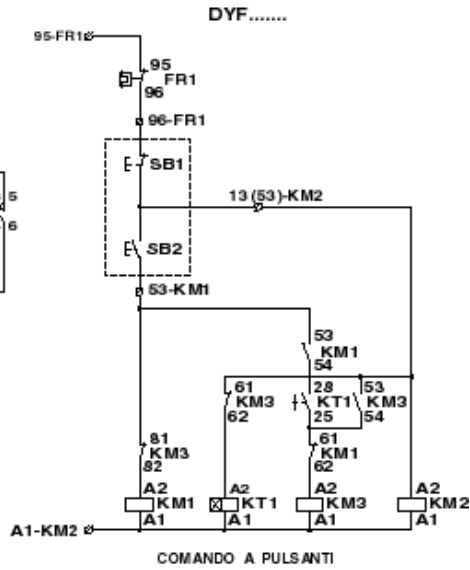 DYF.......
95-FR1
95
FR1
96
96-FR1
SB1
5
6
13(53)-KM2
SB2
53-KM1
53
KM1
54
61
KM3
62
28
KT1
25
53
KM3
54
81
KM3
82
61
KM1
62
A2
KM1
A1
A2
KT1
A1
A2
KM3
A1
A2
KM2
A1
A1-KM2
COMANDO A PULSANTI